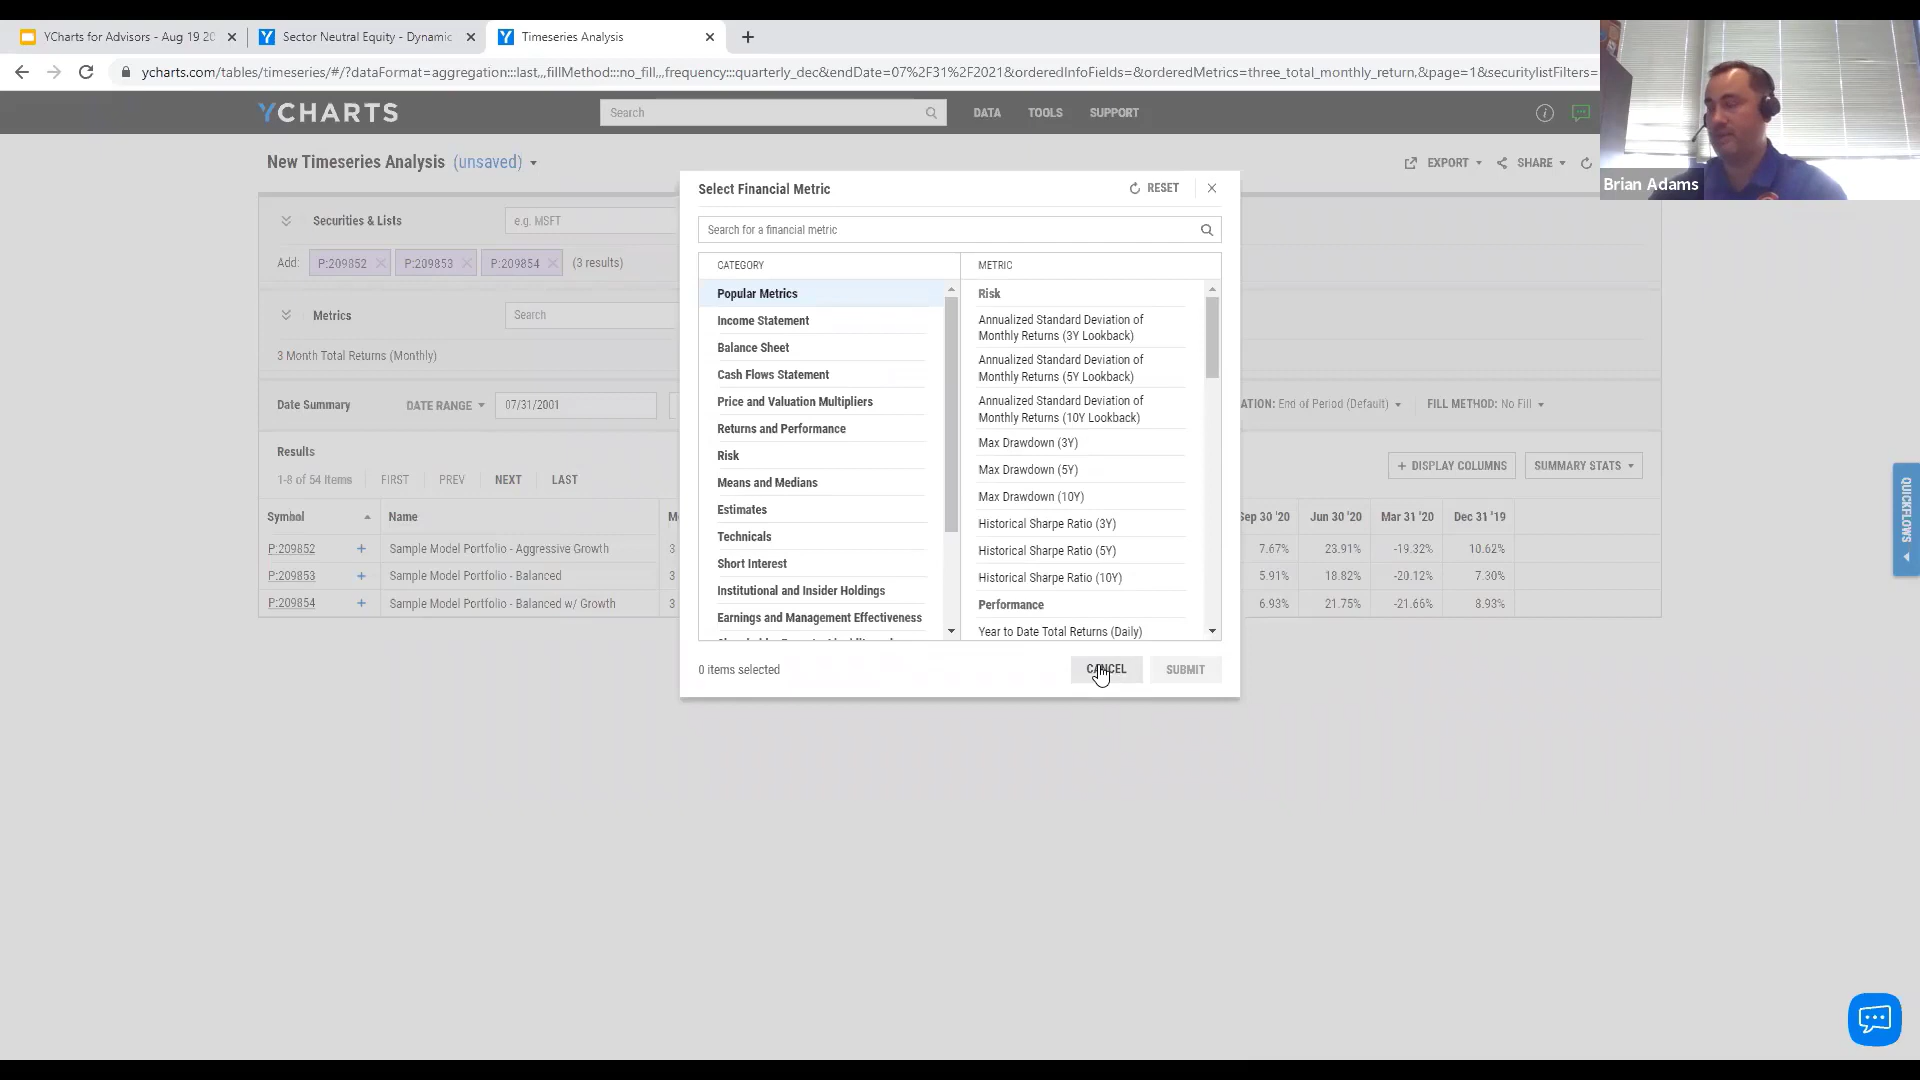 YCharts for Advisors - Aug 19 20
Sector Neutral Equity - Dynamic
Timeseries Analysis
ycharts.com/tables/timeseries/#/?dataFormat=aggregation:::last,,,fillMethod:::no_fill,,,frequency:::quarterly_dec&endDate=07%2F31%2F2021&orderedInfoFields=&orderedMetrics=three_total_monthly_return,&page=1&securitylistFilters=
YCHARTS
Search
DATA
TOOLS
SUPPORT
Brian Adams
New Timeseries Analysis (unsaved)
EXPORT
SHARE
Select Financial Metric
RESET
Securities & Lists
e.g. MSFT
Search for a financial metric
Add:
P:209852
P:209853
P:209854
(3 results)
CATEGORY
METRIC
Popular Metrics
Income Statement
Balance Sheet
Cash Flows Statement
Price and Valuation Multipliers
Returns and Performance
Risk
Means and Medians
Estimates
Technicals
Short Interest
Institutional and Insider Holdings
Earnings and Management Effectiveness
Risk
Annualized Standard Deviation of
Monthly Returns (3Y Lookback)
Annualized Standard Deviation of
Monthly Returns (5Y Lookback)
Annualized Standard Deviation of
Monthly Returns (10Y Lookback)
Max Drawdown (3Y)
Max Drawdown (5Y)
Max Drawdown (10Y)
Historical Sharpe Ratio (3Y)
Historical Sharpe Ratio (5Y)
Historical Sharpe Ratio (10Y)
Performance
Year to Date Total Returns (Daily)
0 items selected
CANCEL
SUBMIT
Metrics
Search
3 Month Total Returns (Monthly)
Date Summary
DATE RANGE
07/31/2001
ATION: End of Period (Default)
FILL METHOD: No Fill
Results
1-8 of 54 Items
FIRST
PREV
NEXT
LAST
+ DISPLAY COLUMNS
SUMMARY STATS
Symbol
Name
M
Sep 30 '20
Jun 30 '20
Mar 31 '20
Dec 31 '19
P:209852 + Sample Model Portfolio - Aggressive Growth 3 7.67% 23.91% -19.32% 10.62%
P:209853 + Sample Model Portfolio - Balanced 3 5.91% 18.82% -20.12% 7.30%
P:209854 + Sample Model Portfolio - Balanced w/ Growth 3 6.93% 21.75% -21.66% 8.93%
QUICKFLOWS